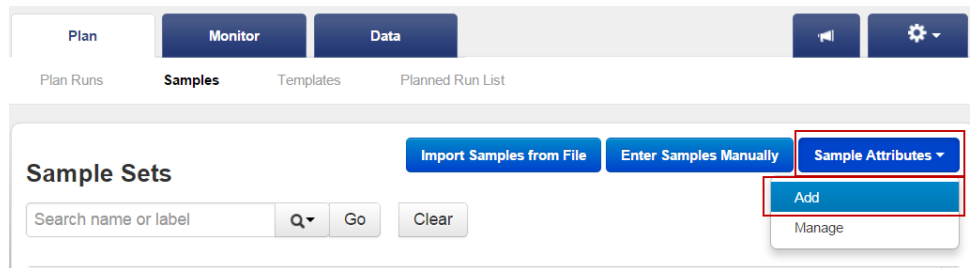 Plan Monitor Data
Plan Runs Samples Templates Planned Run List
Import Samples from File Enter Samples Manually Sample Attributes
Sample Sets
Add
Search name or label Go Clear
Manage